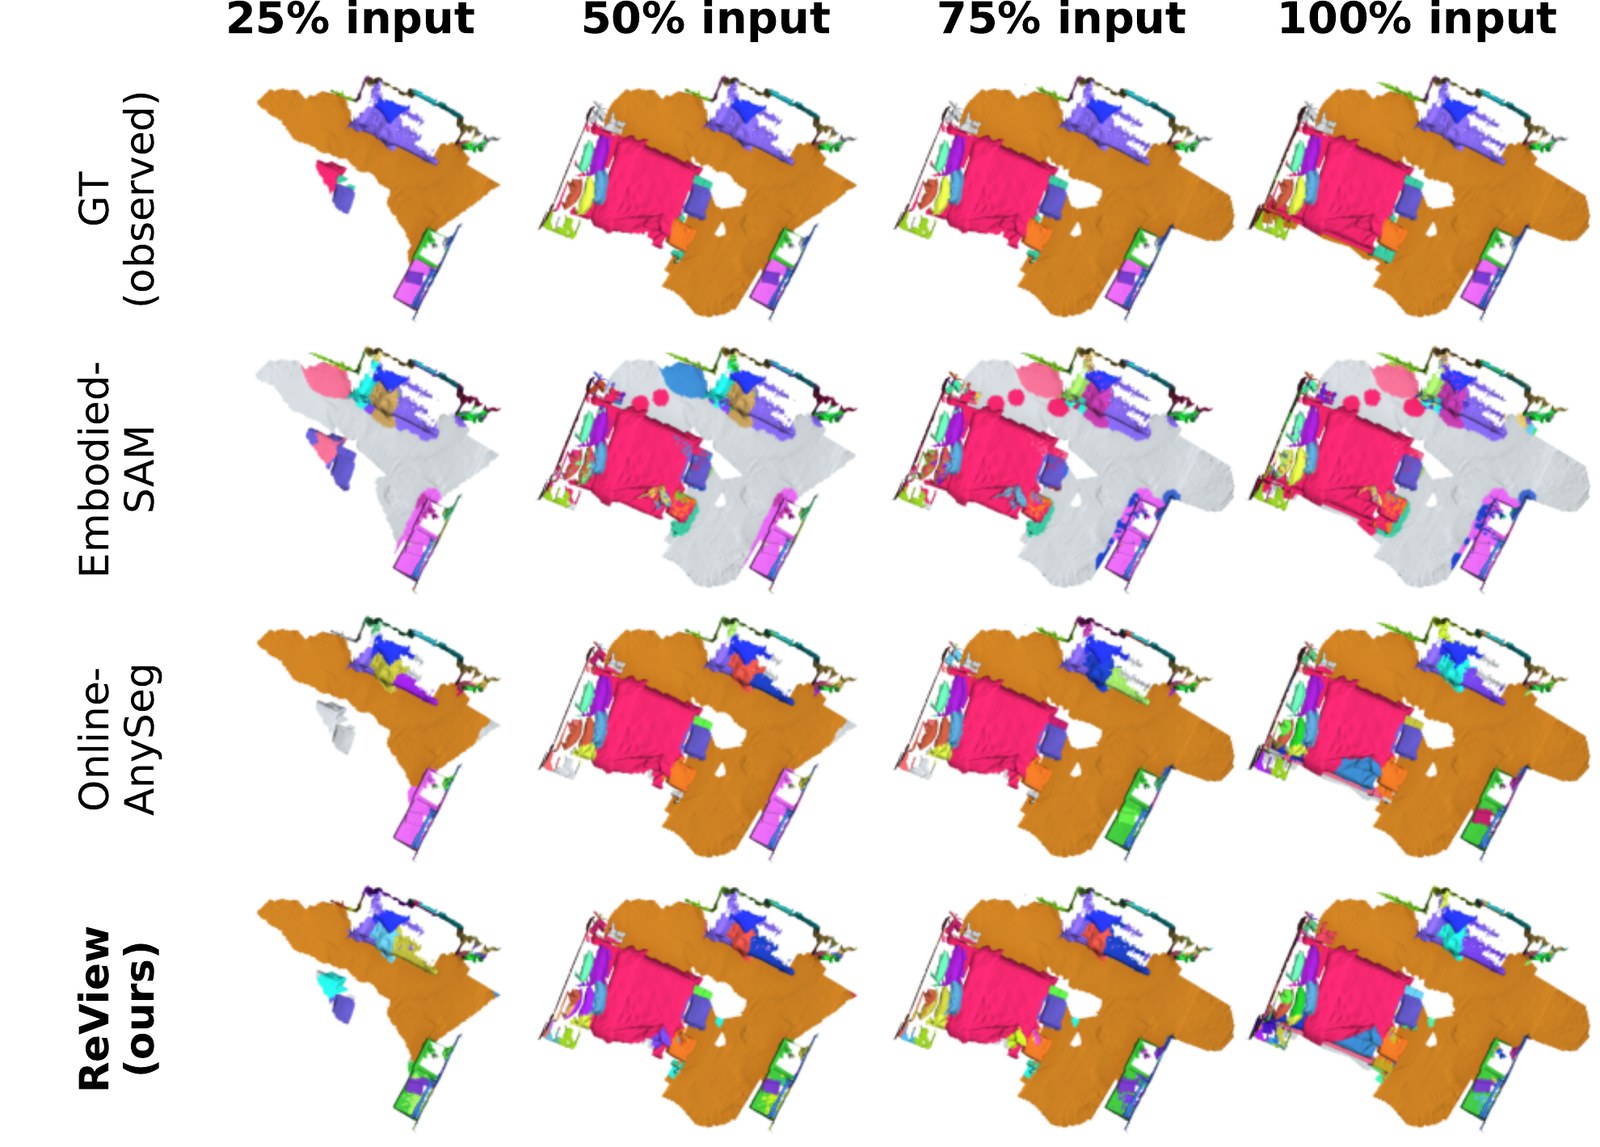 25% input
50% input
75% input
100% input
GT
(observed)
Embodied-
SAM
Online-
AnySeg
ReView
(ours)